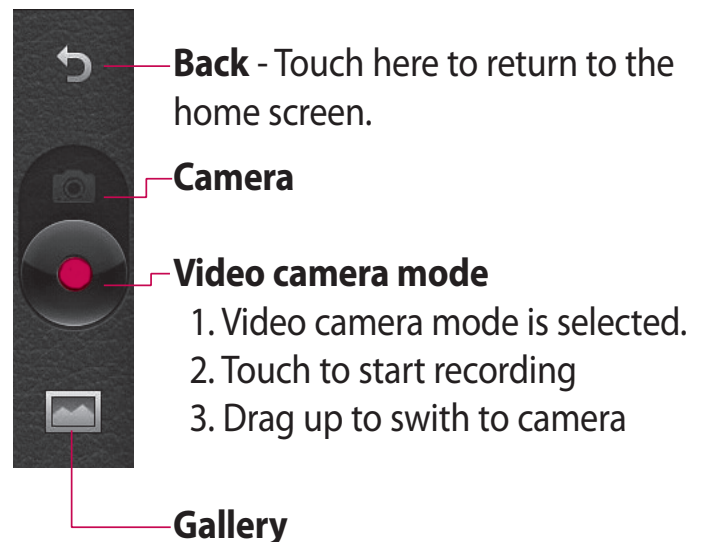 Back - Touch here to return to the
home screen.
Camera
Video camera mode
1. Video camera mode is selected.
2. Touch to start recording
3. Drag up to swith to camera
Gallery